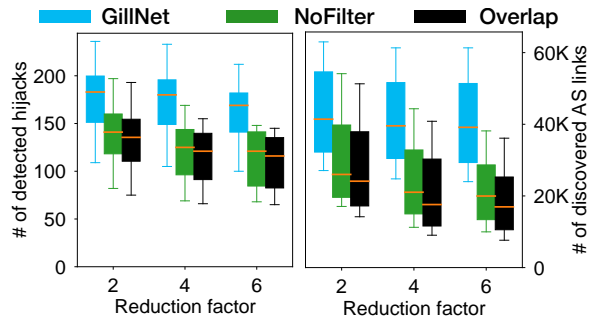 GillNet NoFilter Overlap
# of detected hijacks
200
150
100
50
0
2 4 6
Reduction factor
2 4 6
Reduction factor
60K
40K
20K
0
# of discovered AS links